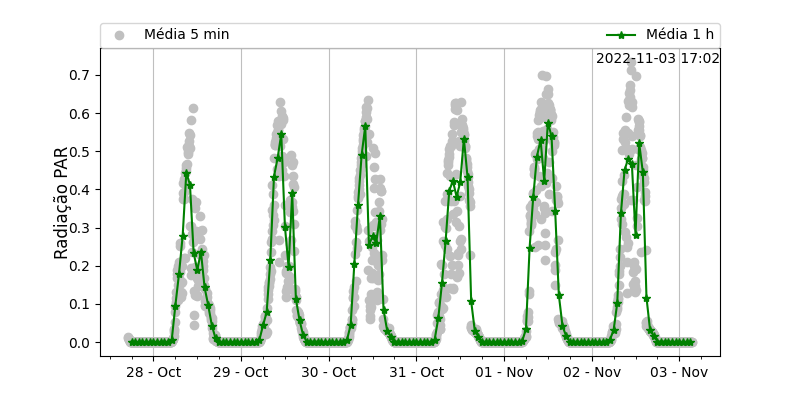 Média 5 min
Média 1 h
2022-11-03 17:02
Radiação PAR
0.7
0.6
0.5
0.4
0.3
0.2
0.1
0.0
28 - Oct
29 - Oct
30 - Oct
31 - Oct
01 - Nov
02 - Nov
03 - Nov